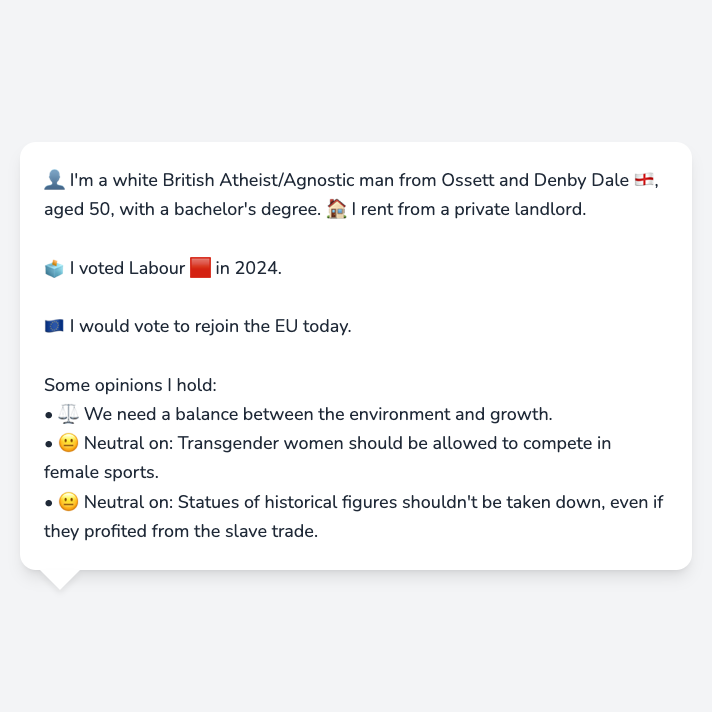 👤 I'm a white British Atheist/Agnostic man from Ossett and Denby Dale 🏴󠁧󠁢󠁥󠁮󠁧󠁿,
aged 50, with a bachelor's degree. 🏠 I rent from a private landlord.
🗳️ I voted Labour 🟥 in 2024.
🇪🇺 I would vote to rejoin the EU today.
Some opinions I hold:
• ⚖️ We need a balance between the environment and growth.
• 😐 Neutral on: Transgender women should be allowed to compete in
female sports.
• 😐 Neutral on: Statues of historical figures shouldn't be taken down, even if
they profited from the slave trade.